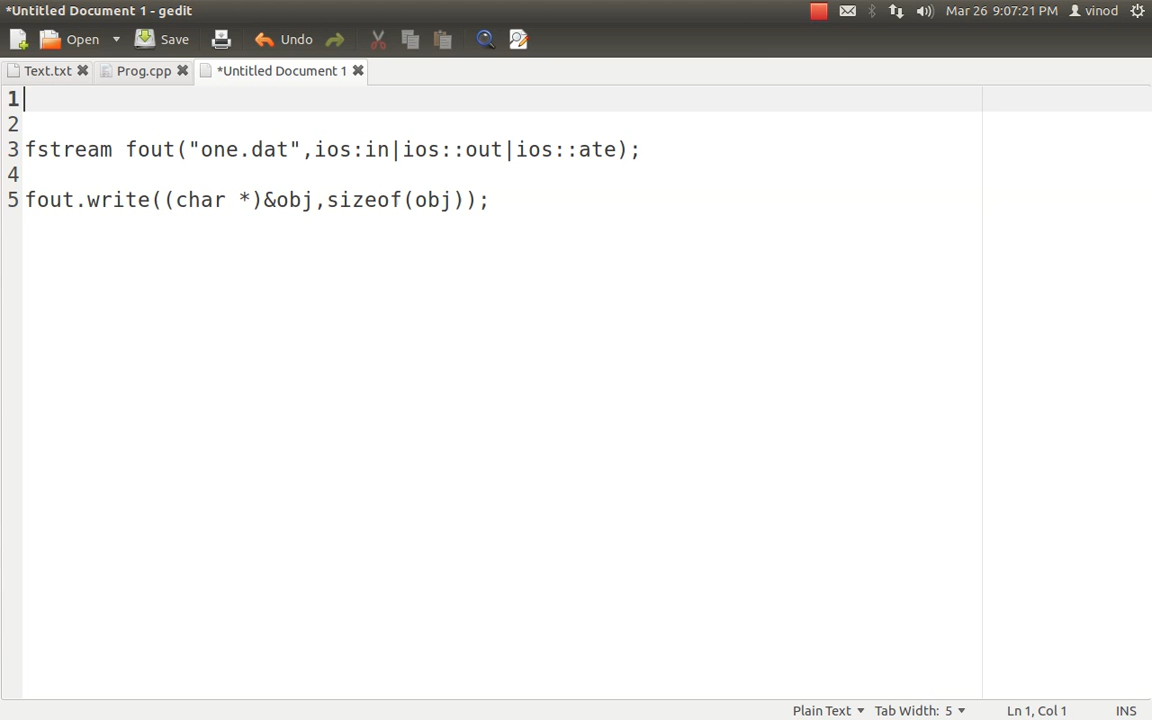 *Untitled Document 1 - gedit
Mar 26 9:07:21 PM
vinod
Open
Save
Undo
Text.txt
Prog.cpp
*Untitled Document 1
1
2
3 fstream fout("one.dat",ios:in|ios::out|ios::ate);
4
5 fout.write((char *)&obj,sizeof(obj));
Plain Text
Tab Width: 5
Ln 1, Col 1
INS